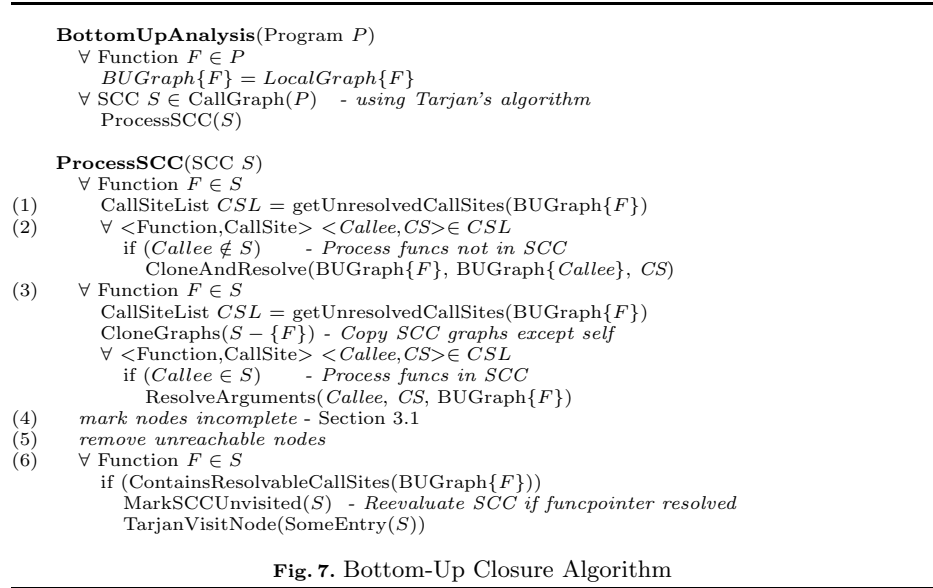 BottomUpAnalysis(Program P)
∀ Function F ∈ P
BUGraph{F} = LocalGraph{F}
∀ SCC S ∈ CallGraph(P) - using Tarjan's algorithm
ProcessSCC(S)
ProcessSCC(SCC S)
∀ Function F ∈ S
(1) CallSiteList CSL = getUnresolvedCallSites(BUGraph{F})
(2) ∀ <Function,CallSite> <Callee,CS>∈ CSL
if (Callee ∉ S) - Process funcs not in SCC
CloneAndResolve(BUGraph{F}, BUGraph{Callee}, CS)
(3) ∀ Function F ∈ S
CallSiteList CSL = getUnresolvedCallSites(BUGraph{F})
CloneGraphs(S − {F}) - Copy SCC graphs except self
∀ <Function,CallSite> <Callee,CS>∈ CSL
if (Callee ∈ S) - Process funcs in SCC
ResolveArguments(Callee, CS, BUGraph{F})
(4) mark nodes incomplete - Section 3.1
(5) remove unreachable nodes
(6) ∀ Function F ∈ S
if (ContainsResolvableCallSites(BUGraph{F}))
MarkSCCUnvisited(S) - Reevaluate SCC if funcpointer resolved
TarjanVisitNode(SomeEntry(S))
Fig. 7. Bottom-Up Closure Algorithm